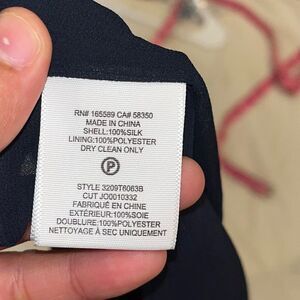 RN# 165589 CA# 58350
MADE IN CHINA
SHELL:100%SILK
LINING:100%POLYESTER
DRY CLEAN ONLY
P
STYLE 3209T6063B
CUT JO0010332
FABRIQUÉ EN CHINE
EXTÉRIEUR:100%SOIE
DOUBLURE:100%POLYESTER
NETTOYAGE À SEC UNIQUEMENT